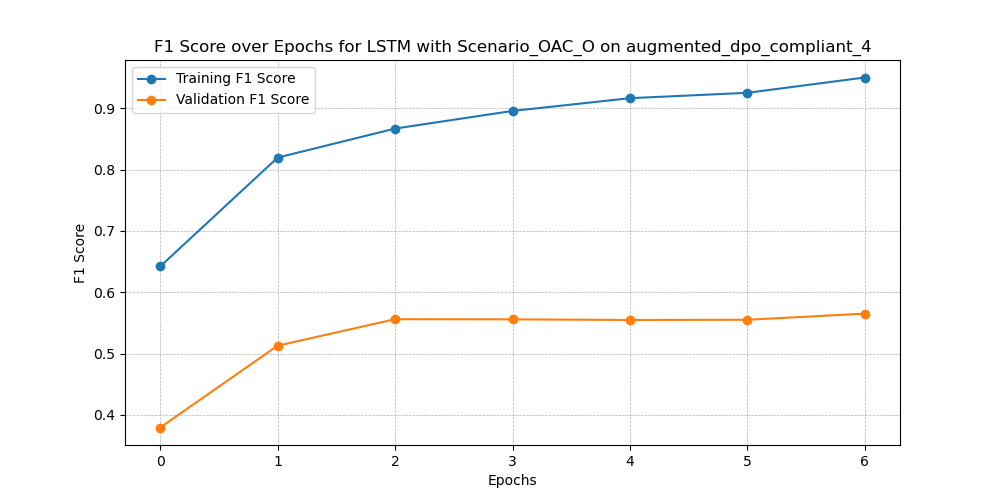 F1 Score over Epochs for LSTM with Scenario_OAC_O on augmented_dpo_compliant_4
Training F1 Score
Validation F1 Score
F1 Score
0.9
0.8
0.7
0.6
0.5
0.4
0 1 2 3 4 5 6
Epochs